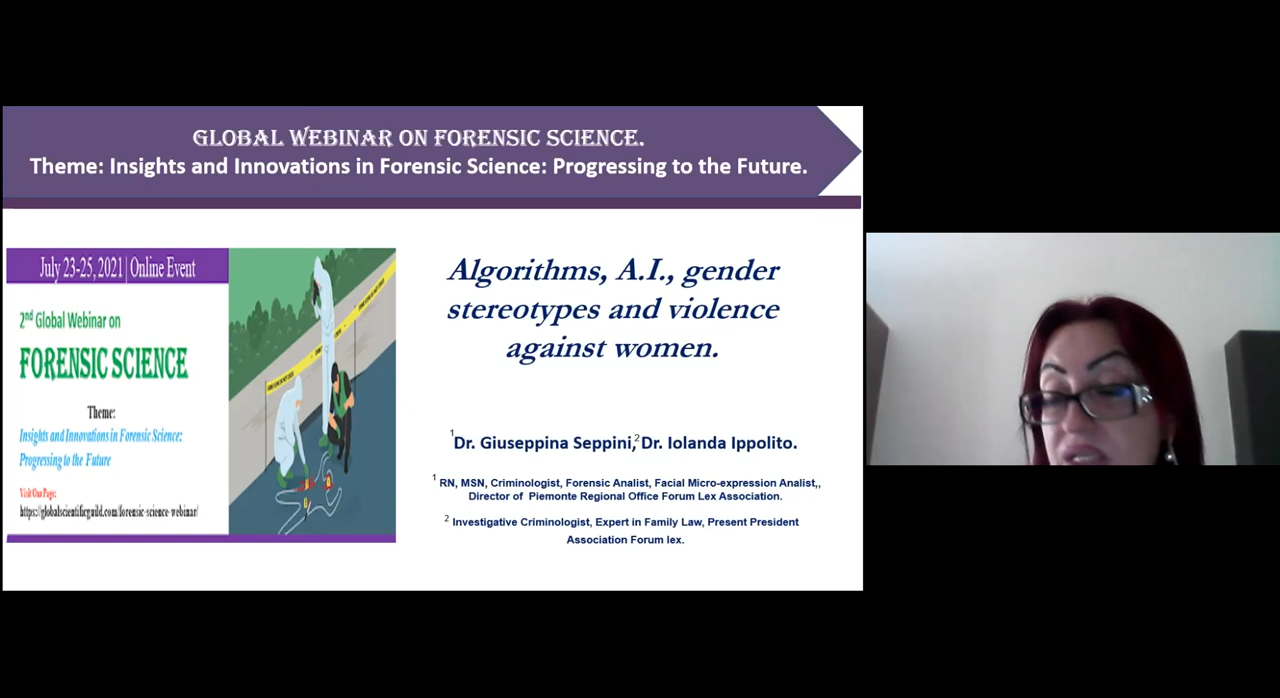 GLOBAL WEBINAR ON FORENSIC SCIENCE.
Theme: Insights and Innovations in Forensic Science: Progressing to the Future.
July 23-25, 2021 | Online Event
2nd Global Webinar on
FORENSIC SCIENCE
Theme:
Insights and Innovations in Forensic Science:
Progressing to the Future
Visit Our Page:
https://globalscientificguild.com/forensic-science-webinar/
Algorithms, A.I., gender
stereotypes and violence
against women.
1Dr. Giuseppina Seppini,2Dr. Iolanda Ippolito.
1 RN, MSN, Criminologist, Forensic Analist, Facial Micro-expression Analist,,
Director of Piemonte Regional Office Forum Lex Association.
2 Investigative Criminologist, Expert in Family Law, Present President
Association Forum lex.